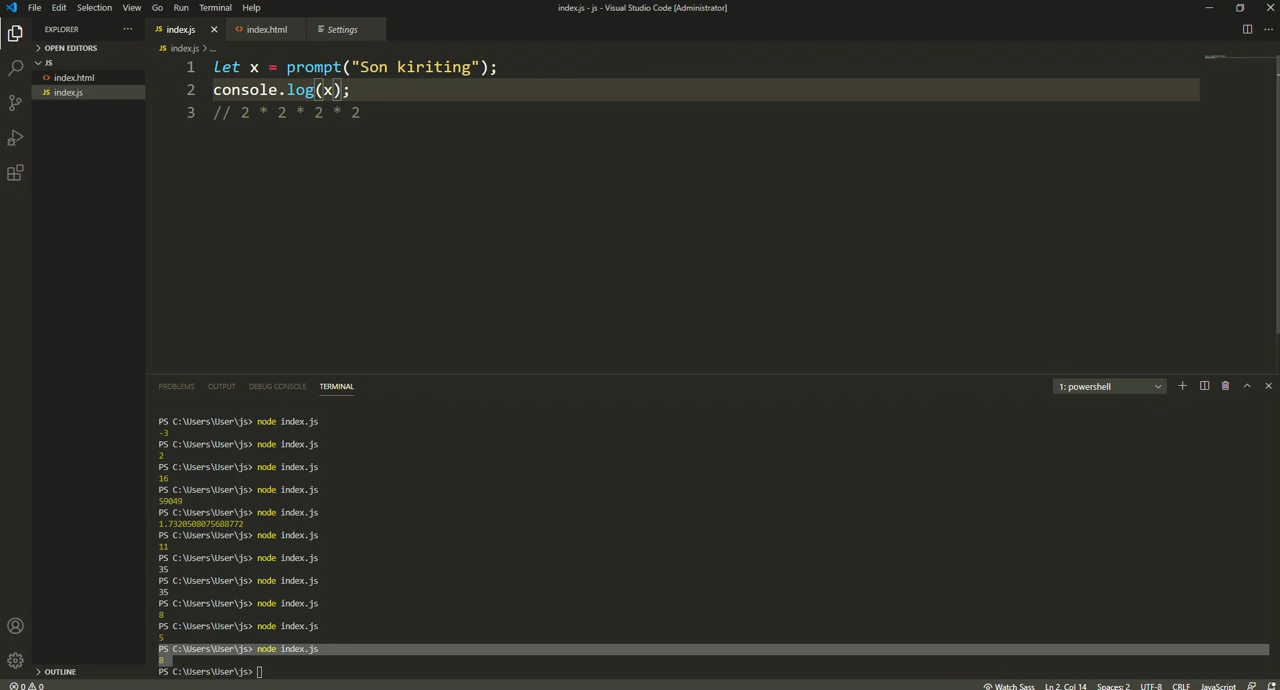 File Edit Selection View Go Run Terminal Help
index.js - js - Visual Studio Code [Administrator]
EXPLORER
OPEN EDITORS
JS
index.html
JS index.js
OUTLINE
JS index.js
index.html
Settings
JS index.js > ...
1 let x = prompt("Son kiriting");
2 console.log(x);
3 // 2 * 2 * 2 * 2
PROBLEMS OUTPUT DEBUG CONSOLE TERMINAL
1: powershell
PS C:\Users\User\js> node index.js
-3
PS C:\Users\User\js> node index.js
2
PS C:\Users\User\js> node index.js
16
PS C:\Users\User\js> node index.js
59049
PS C:\Users\User\js> node index.js
1.7320508075688772
PS C:\Users\User\js> node index.js
11
PS C:\Users\User\js> node index.js
35
PS C:\Users\User\js> node index.js
35
PS C:\Users\User\js> node index.js
8
PS C:\Users\User\js> node index.js
5
PS C:\Users\User\js> node index.js
8
PS C:\Users\User\js>
0 0
Watch Sass Ln 2, Col 14 Spaces: 2 UTF-8 CRLF JavaScript